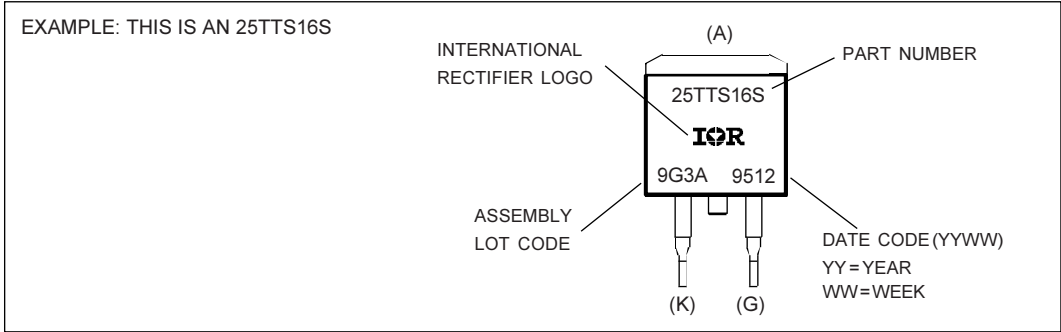 EXAMPLE: THIS IS AN 25TTS16S
INTERNATIONAL
RECTIFIER LOGO
(A)
PART NUMBER
25TTS16S
IOR
9G3A 9512
ASSEMBLY
LOT CODE
DATE CODE (YYWW)
YY = YEAR
WW = WEEK
(K) (G)